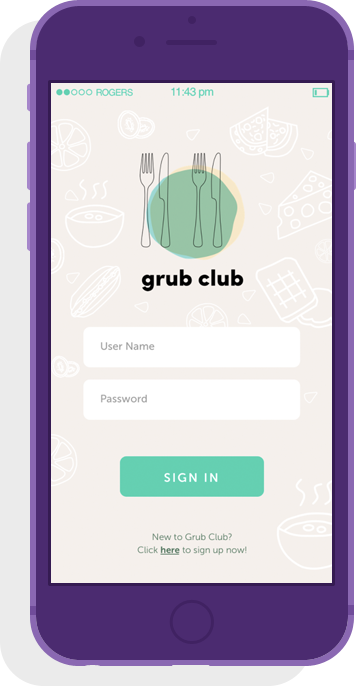 ROGERS 11:43 pm
grub club
User Name
Password
SIGN IN
New to Grub Club?
Click here to sign up now!